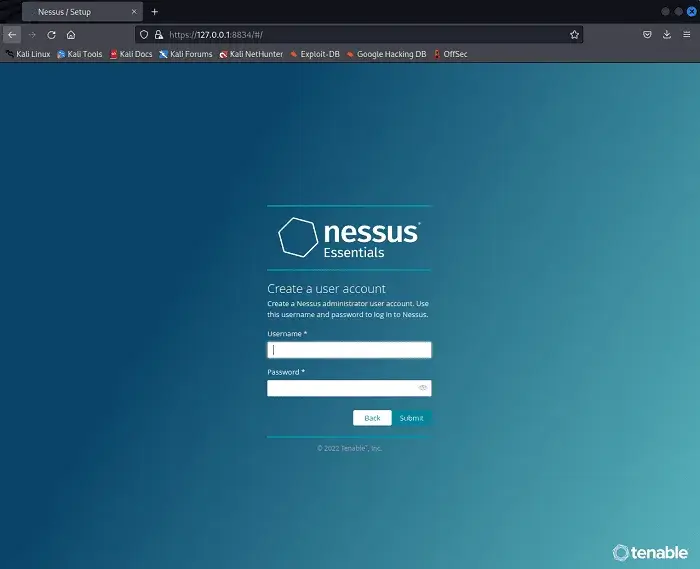 Nessus / Setup
https://127.0.0.1:8834/#/
Kali Linux Kali Tools Kali Docs Kali Forums Kali NetHunter Exploit-DB Google Hacking DB OffSec
nessus
Essentials
Create a user account
Create a Nessus administrator user account. Use
this username and password to log in to Nessus.
Username *
Password *
Back Submit
© 2022 Tenable™, Inc.
tenable